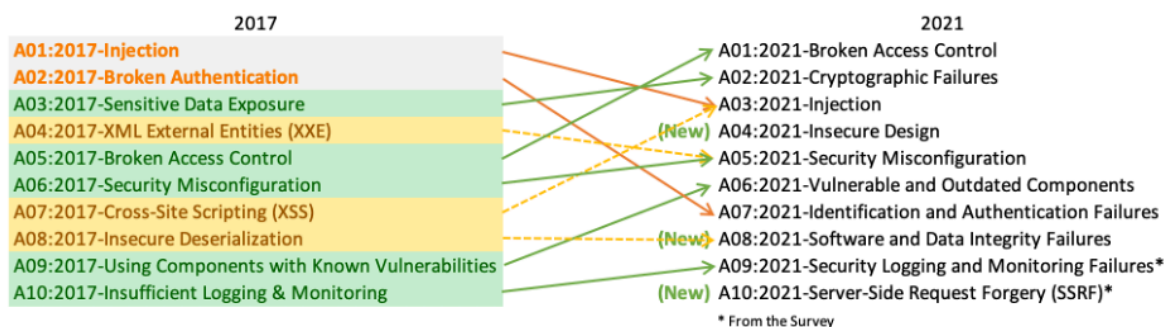 2017
A01:2017-Injection
A02:2017-Broken Authentication
A03:2017-Sensitive Data Exposure
A04:2017-XML External Entities (XXE)
A05:2017-Broken Access Control
A06:2017-Security Misconfiguration
A07:2017-Cross-Site Scripting (XSS)
A08:2017-Insecure Deserialization
A09:2017-Using Components with Known Vulnerabilities
A10:2017-Insufficient Logging & Monitoring
2021
A01:2021-Broken Access Control
A02:2021-Cryptographic Failures
A03:2021-Injection
(New) A04:2021-Insecure Design
A05:2021-Security Misconfiguration
A06:2021-Vulnerable and Outdated Components
A07:2021-Identification and Authentication Failures
(New) A08:2021-Software and Data Integrity Failures
A09:2021-Security Logging and Monitoring Failures*
(New) A10:2021-Server-Side Request Forgery (SSRF)*
* From the Survey